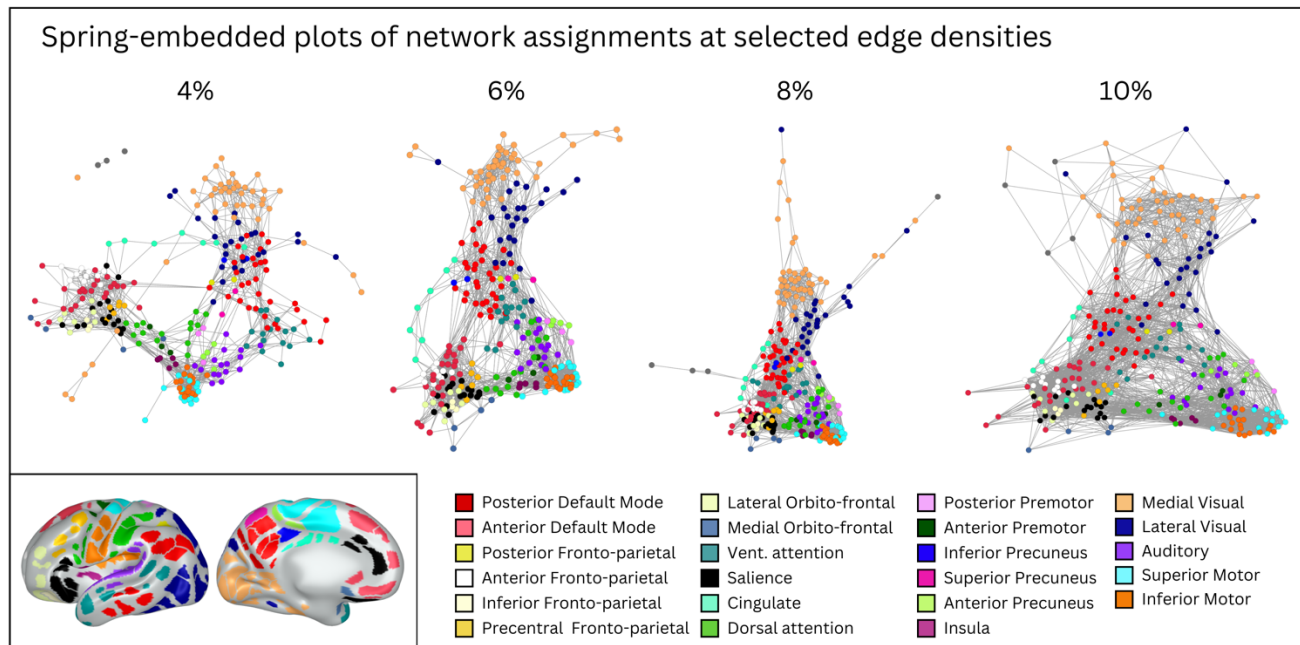 Spring-embedded plots of network assignments at selected edge densities
4%
6%
8%
10%
Posterior Default Mode
Anterior Default Mode
Posterior Fronto-parietal
Anterior Fronto-parietal
Inferior Fronto-parietal
Precentral Fronto-parietal
Lateral Orbito-frontal
Medial Orbito-frontal
Vent. attention
Salience
Cingulate
Dorsal attention
Posterior Premotor
Anterior Premotor
Inferior Precuneus
Superior Precuneus
Anterior Precuneus
Insula
Medial Visual
Lateral Visual
Auditory
Superior Motor
Inferior Motor